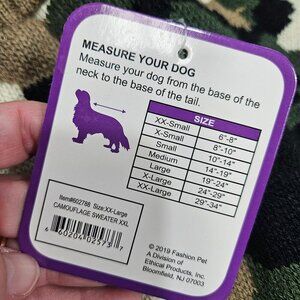 MEASURE YOUR DOG
Measure your dog from the base of the
neck to the base of the tail.
SIZE
XX-Small 6"-8"
X-Small 8"-10"
Small 10"-14"
Medium 14"-19"
Large 19"-24"
X-Large 24"-29"
XX-Large 29"-34"
Item#602788 Size:XX-Large
CAMOUFLAGE SWEATER XXL
© 2019 Fashion Pet
A Division of
Ethical Products, Inc.
Bloomfield, NJ 07003